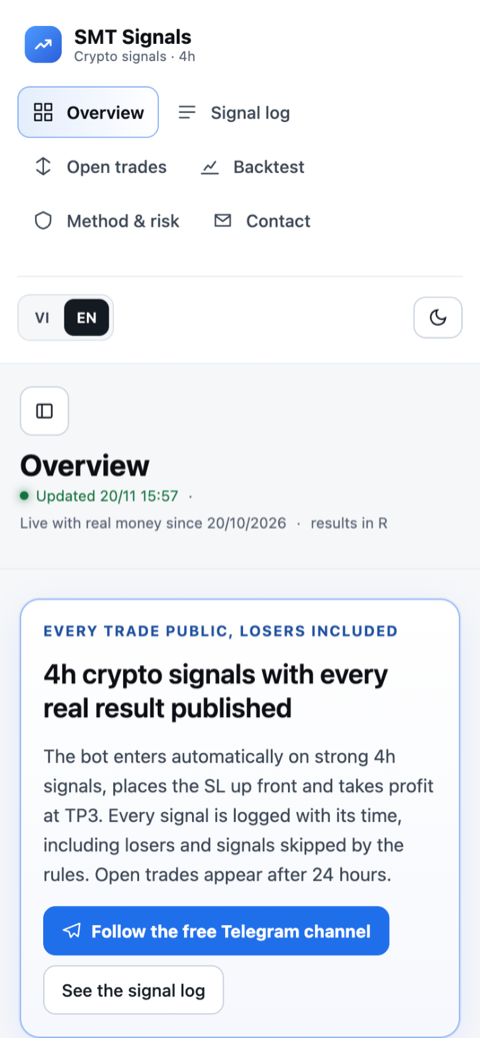 SMT Signals
Crypto signals · 4h
Overview
Signal log
Open trades
Backtest
Method & risk
Contact
VI
EN
Overview
Updated 20/11 15:57 ·
Live with real money since 20/10/2026 · results in R
EVERY TRADE PUBLIC, LOSERS INCLUDED
4h crypto signals with every
real result published
The bot enters automatically on strong 4h
signals, places the SL up front and takes profit
at TP3. Every signal is logged with its time,
including losers and signals skipped by the
rules. Open trades appear after 24 hours.
Follow the free Telegram channel
See the signal log